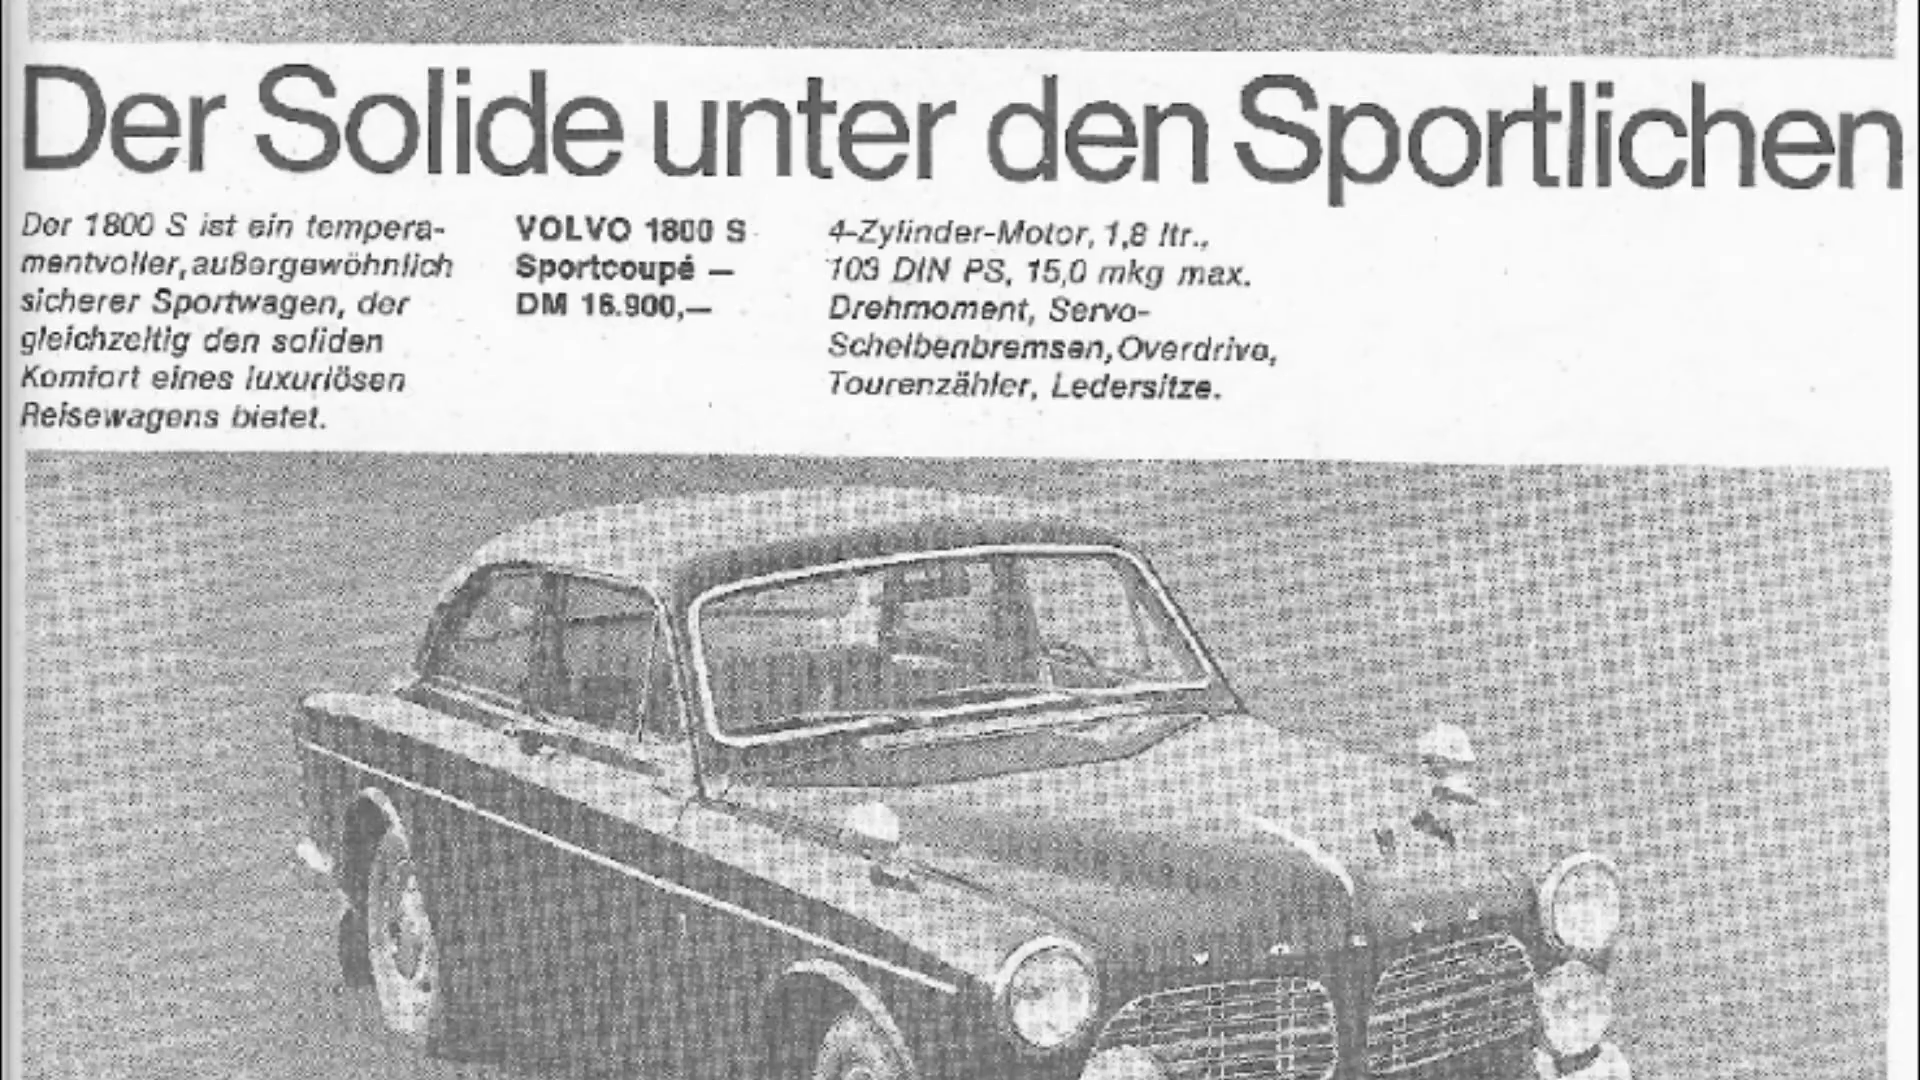 Der Solide unter den Sportlichen
Der 1800 S ist ein tempera-
mentvoller, außergewöhnlich
sicherer Sportwagen, der
gleichzeitig den soliden
Komfort eines luxuriösen
Reisewagens bietet.
VOLVO 1800 S
Sportcoupé —
DM 16.900,—
4-Zylinder-Motor, 1,8 ltr.,
103 DIN PS, 15,0 mkg max.
Drehmoment, Servo-
Scheibenbremsen, Overdrive,
Tourenzähler, Ledersitze.